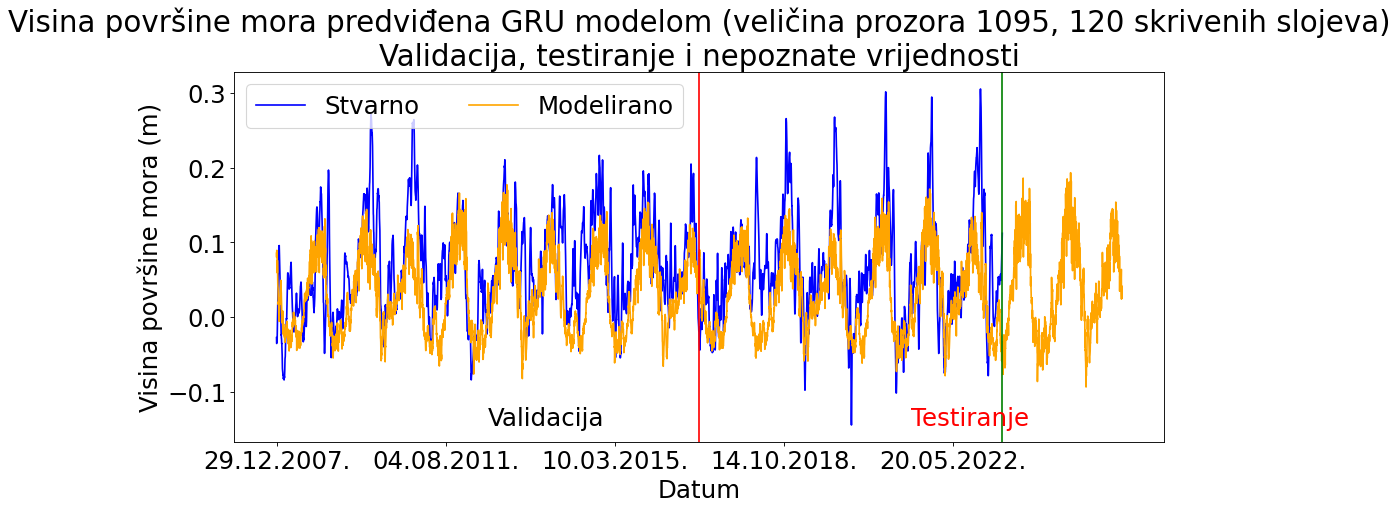 Visina površine mora predviđena GRU modelom (veličina prozora 1095, 120 skrivenih slojeva)
Validacija, testiranje i nepoznate vrijednosti
Stvarno Modelirano
Visina površine mora (m)
0.3
0.2
0.1
0.0
−0.1
Validacija Testiranje
29.12.2007. 04.08.2011. 10.03.2015. 14.10.2018. 20.05.2022.
Datum